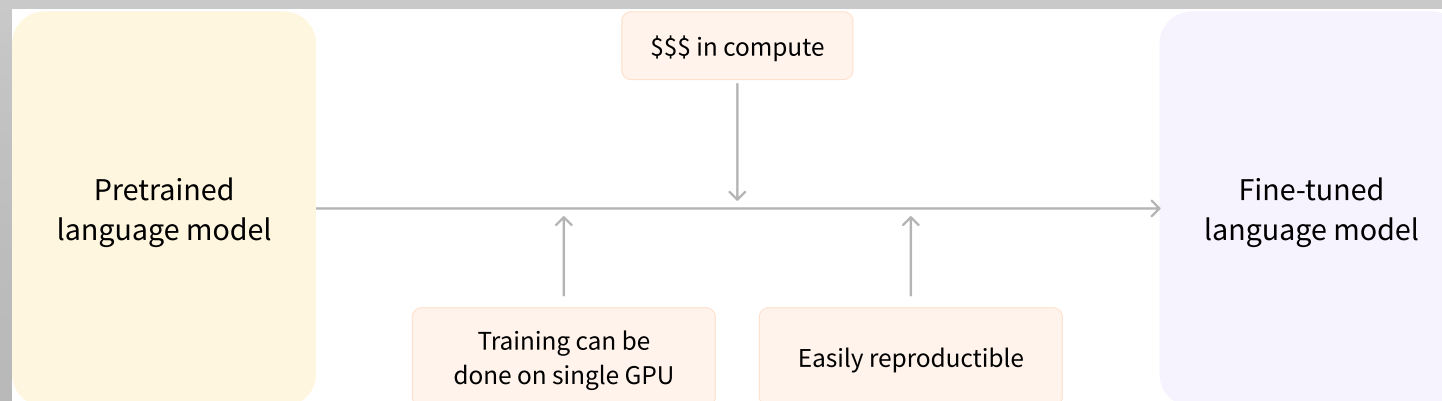 $$$ in compute
Pretrained
language model
Fine-tuned
language model
Training can be
done on single GPU
Easily reproductible